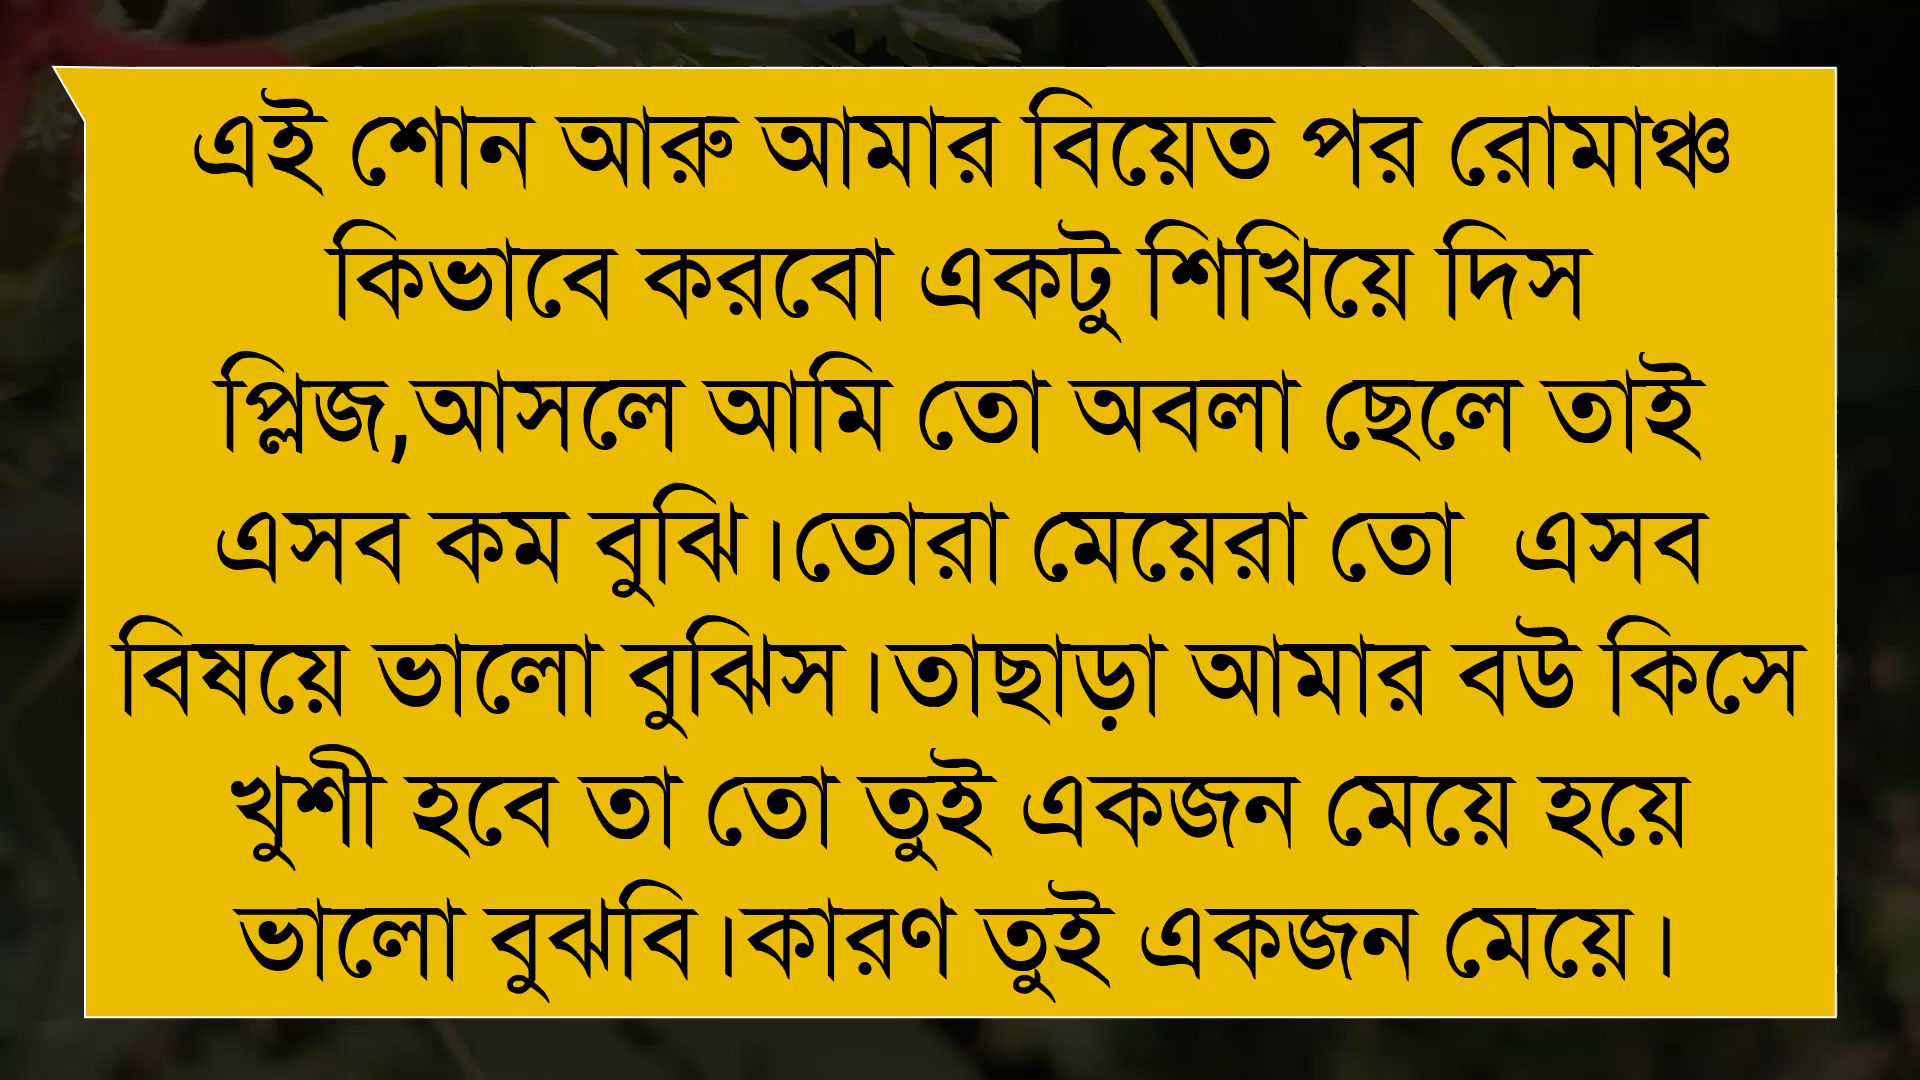 এই শোন আরু আমার বিয়েত পর রোমাঞ্চ
কিভাবে করবো একটু শিখিয়ে দিস
প্লিজ,আসলে আমি তো অবলা ছেলে তাই
এসব কম বুঝি।তোরা মেয়েরা তো  এসব
বিষয়ে ভালো বুঝিস।তাছাড়া আমার বউ কিসে
খুশী হবে তা তো তুই একজন মেয়ে হয়ে
ভালো বুঝবি।কারণ তুই একজন মেয়ে।